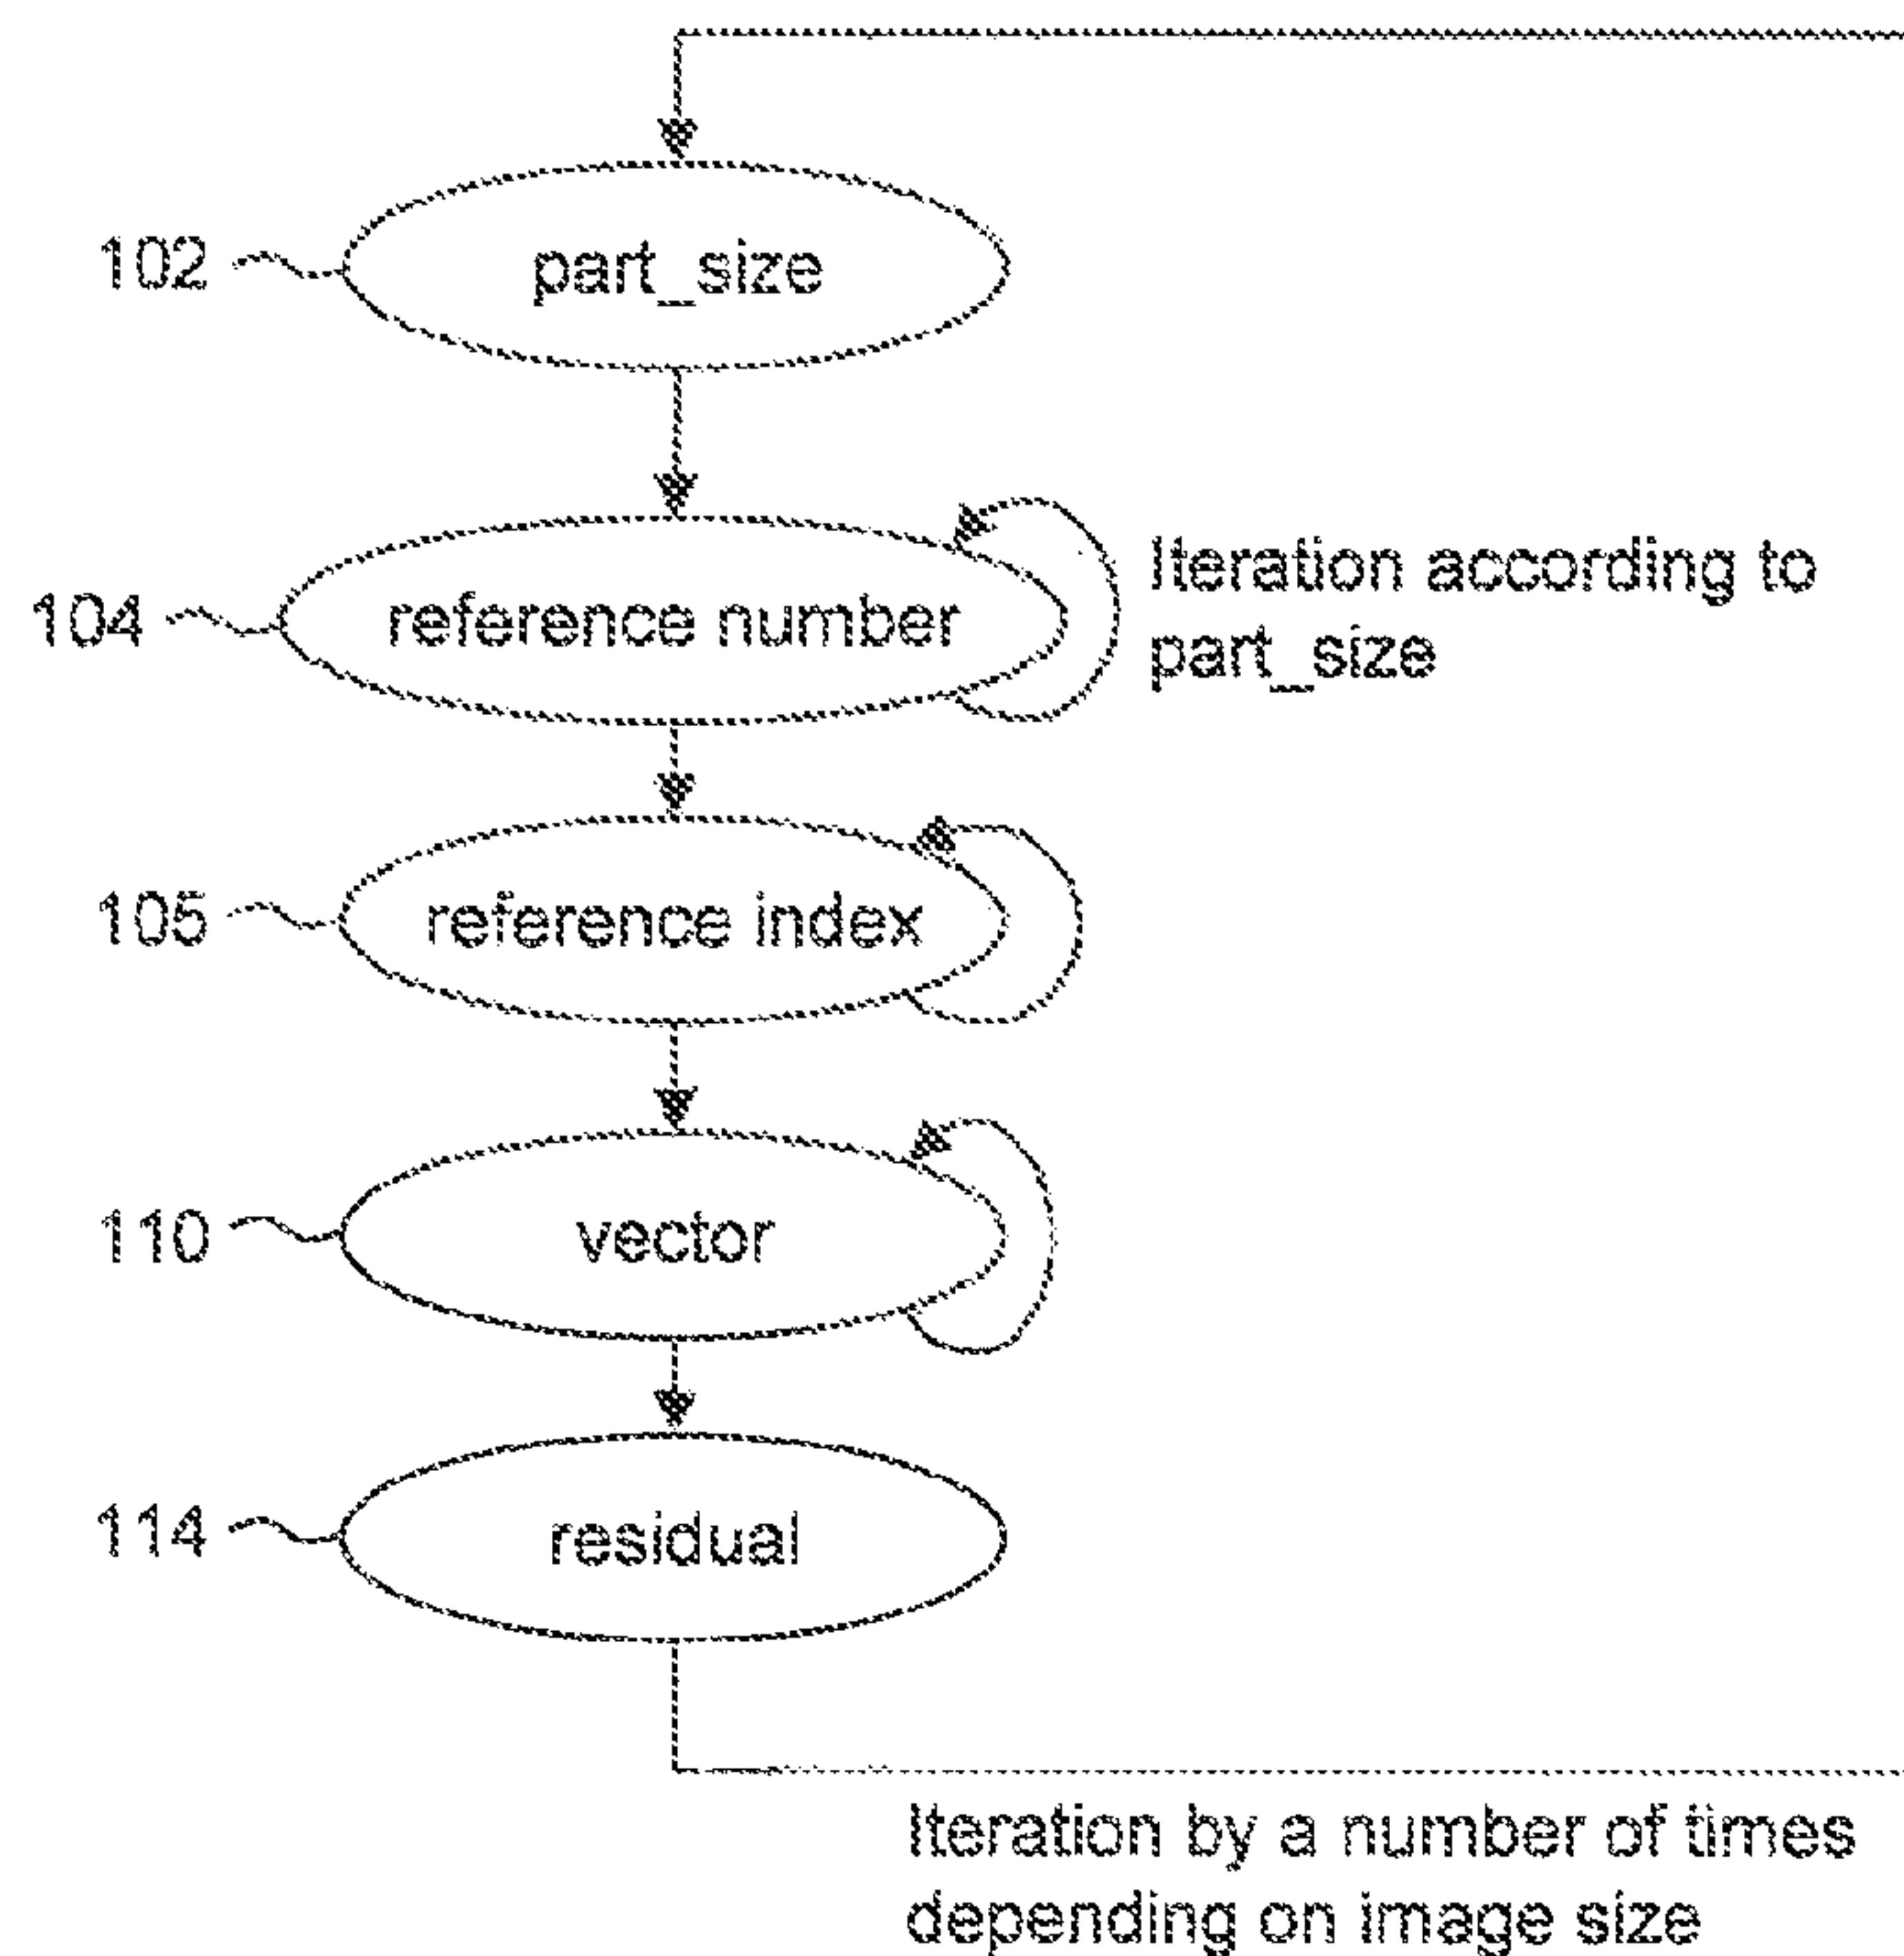 102 part_size
Iteration according to
104 reference number
part_size
105 reference index
110 vector
114 residual
Iteration by a number of times
depending on image size